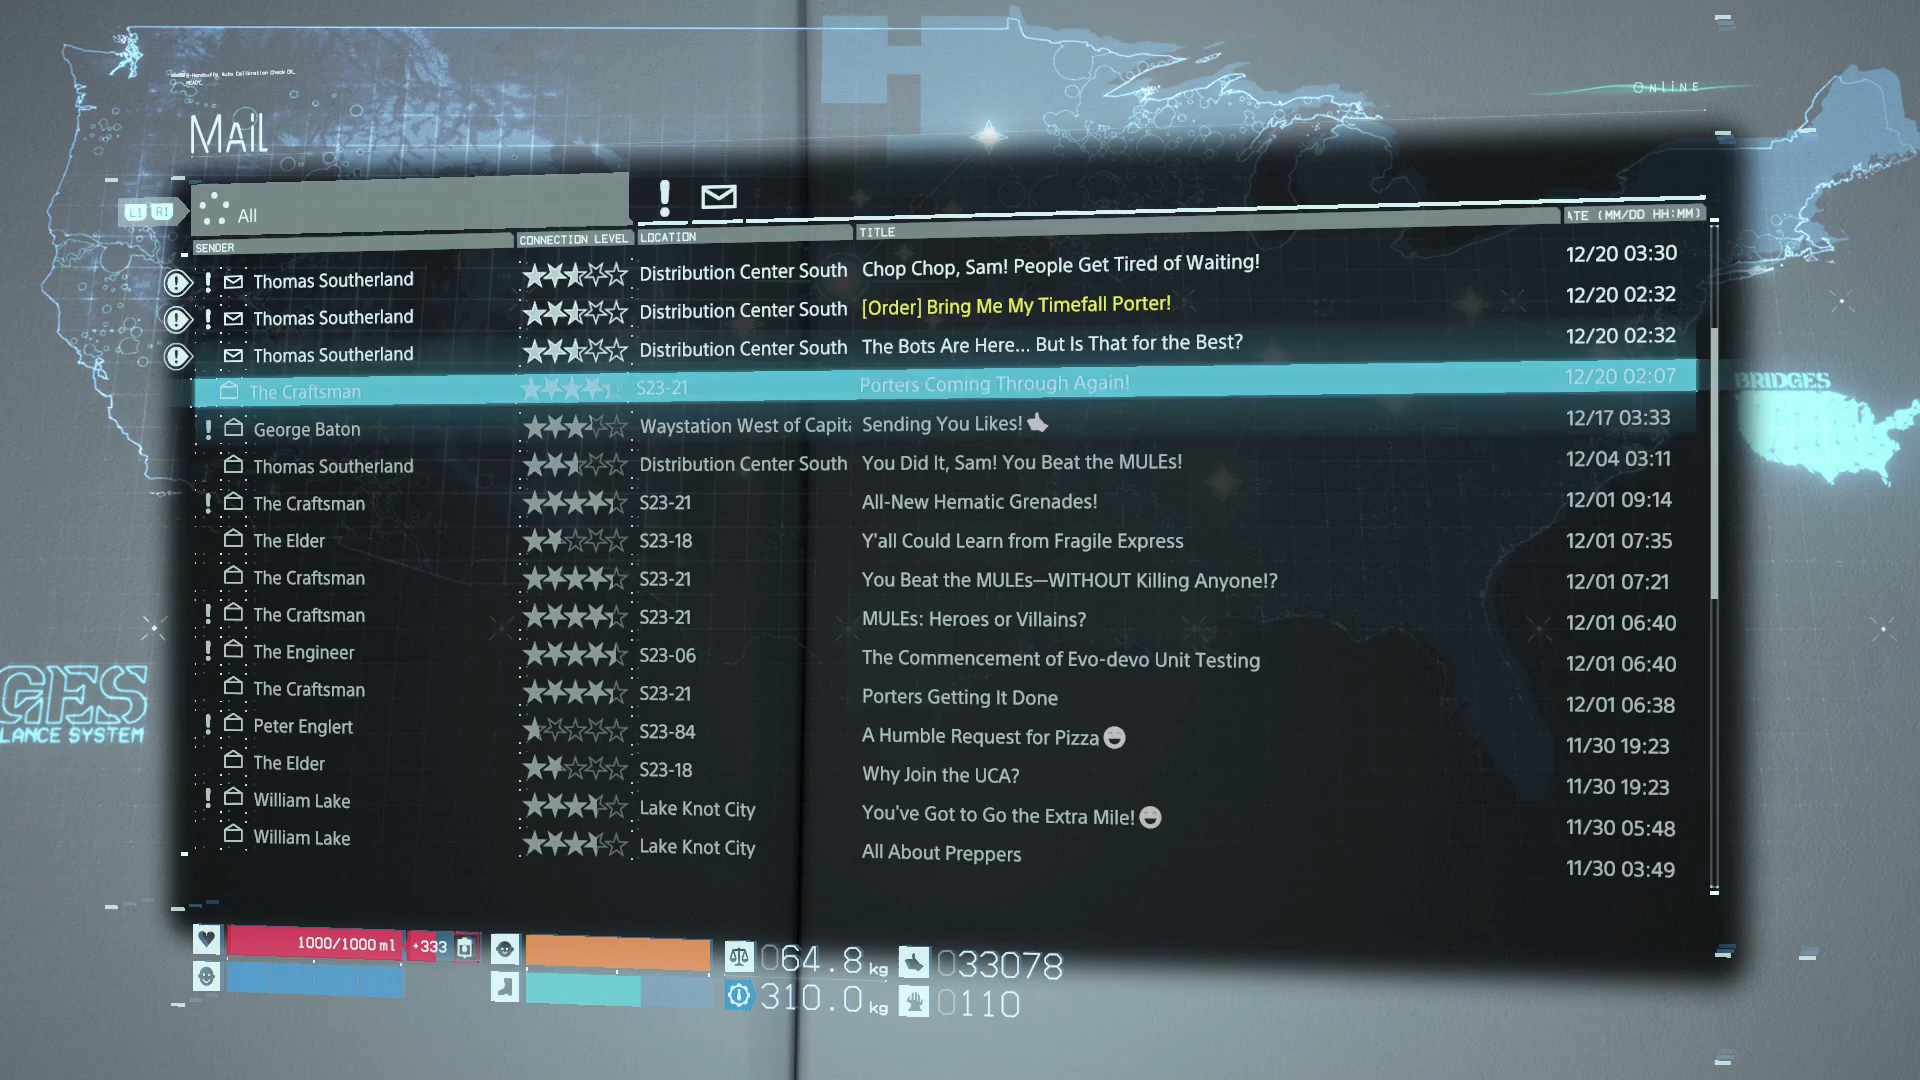 B-Handcuffs Auto Calibration Check OK.
READY.
MAIL
ONLINE
L1 R1 All
SENDER CONNECTION LEVEL LOCATION TITLE ATE (MM/DD HH:MM)
Thomas Southerland Distribution Center South Chop Chop, Sam! People Get Tired of Waiting! 12/20 03:30
Thomas Southerland Distribution Center South [Order] Bring Me My Timefall Porter! 12/20 02:32
Thomas Southerland Distribution Center South The Bots Are Here... But Is That for the Best? 12/20 02:32
The Craftsman S23-21 Porters Coming Through Again! 12/20 02:07
BRIDGES
George Baton Waystation West of Capit Sending You Likes! 12/17 03:33
Thomas Southerland Distribution Center South You Did It, Sam! You Beat the MULEs! 12/04 03:11
The Craftsman S23-21 All-New Hematic Grenades! 12/01 09:14
The Elder S23-18 Y'all Could Learn from Fragile Express 12/01 07:35
The Craftsman S23-21 You Beat the MULEs—WITHOUT Killing Anyone!? 12/01 07:21
The Craftsman S23-21 MULEs: Heroes or Villains? 12/01 06:40
The Engineer S23-06 The Commencement of Evo-devo Unit Testing 12/01 06:40
The Craftsman S23-21 Porters Getting It Done 12/01 06:38
GES
LANCE SYSTEM
Peter Englert S23-84 A Humble Request for Pizza 11/30 19:23
The Elder S23-18 Why Join the UCA? 11/30 19:23
William Lake Lake Knot City You've Got to Go the Extra Mile! 11/30 05:48
William Lake Lake Knot City All About Preppers 11/30 03:49
1000/1000 ml +333 064.8 kg 033078
310.0 kg 0110